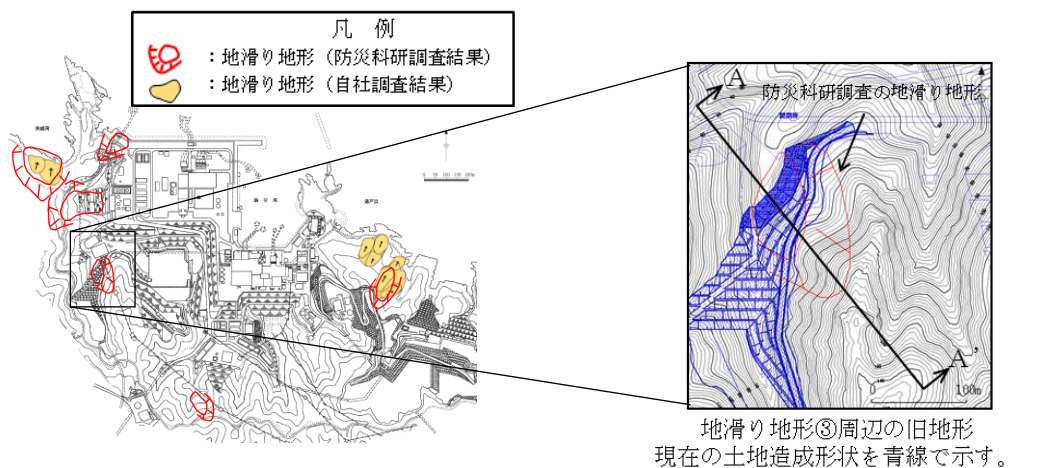 凡 例
：地滑り地形（防災科研調査結果）
：地滑り地形（自社調査結果）
A
防災科研調査の地滑り地形
A’
0
100m
地滑り地形③周辺の旧地形
現在の土地造成形状を青線で示す。